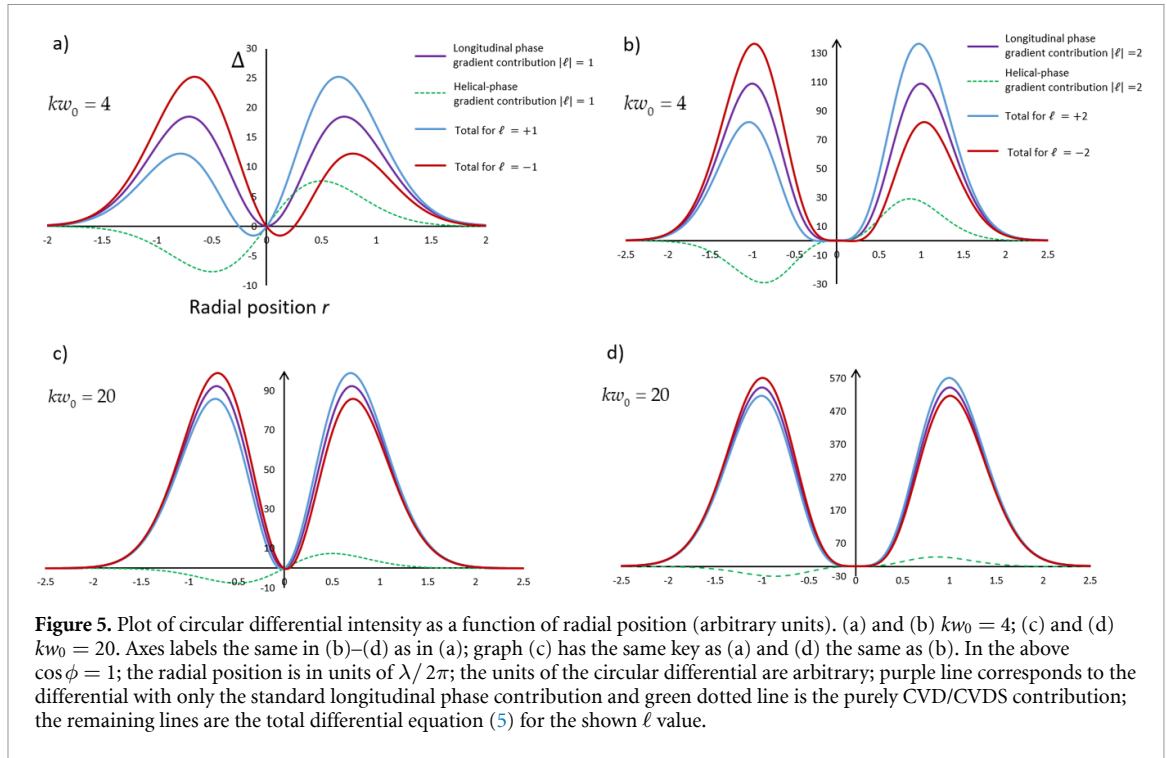 a)
Δ
kw₀ = 4
30
25
20
15
10
5
0
-5
-10
-2
-1.5
-1
-0.5
0.5
1
1.5
2
Radial position r
Longitudinal phase
gradient contribution |ℓ| = 1
Helical-phase
gradient contribution |ℓ| = 1
Total for ℓ = +1
Total for ℓ = −1
b)
kw₀ = 4
130
110
90
70
50
30
10
-10
-30
-2.5
-2
-1.5
-1
-0.5
0
0.5
1
1.5
2
2.5
Longitudinal phase
gradient contribution |ℓ| =2
Helical-phase
gradient contribution |ℓ| =2
Total for ℓ = +2
Total for ℓ = −2
c)
kw₀ = 20
90
70
50
30
10
-10
-2.5
-2
-1.5
-1
-0.5
0
0.5
1
1.5
2
2.5
d)
kw₀ = 20
570
470
370
270
170
70
-30
-2.5
-2
-1.5
-1
-0.5
0
0.5
1
1.5
2
2.5
Figure 5. Plot of circular differential intensity as a function of radial position (arbitrary units). (a) and (b) kw₀ = 4; (c) and (d)
kw₀ = 20. Axes labels the same in (b)–(d) as in (a); graph (c) has the same key as (a) and (d) the same as (b). In the above
cos ϕ = 1; the radial position is in units of λ/ 2π; the units of the circular differential are arbitrary; purple line corresponds to the
differential with only the standard longitudinal phase contribution and green dotted line is the purely CVD/CVDS contribution;
the remaining lines are the total differential equation (5) for the shown ℓ value.